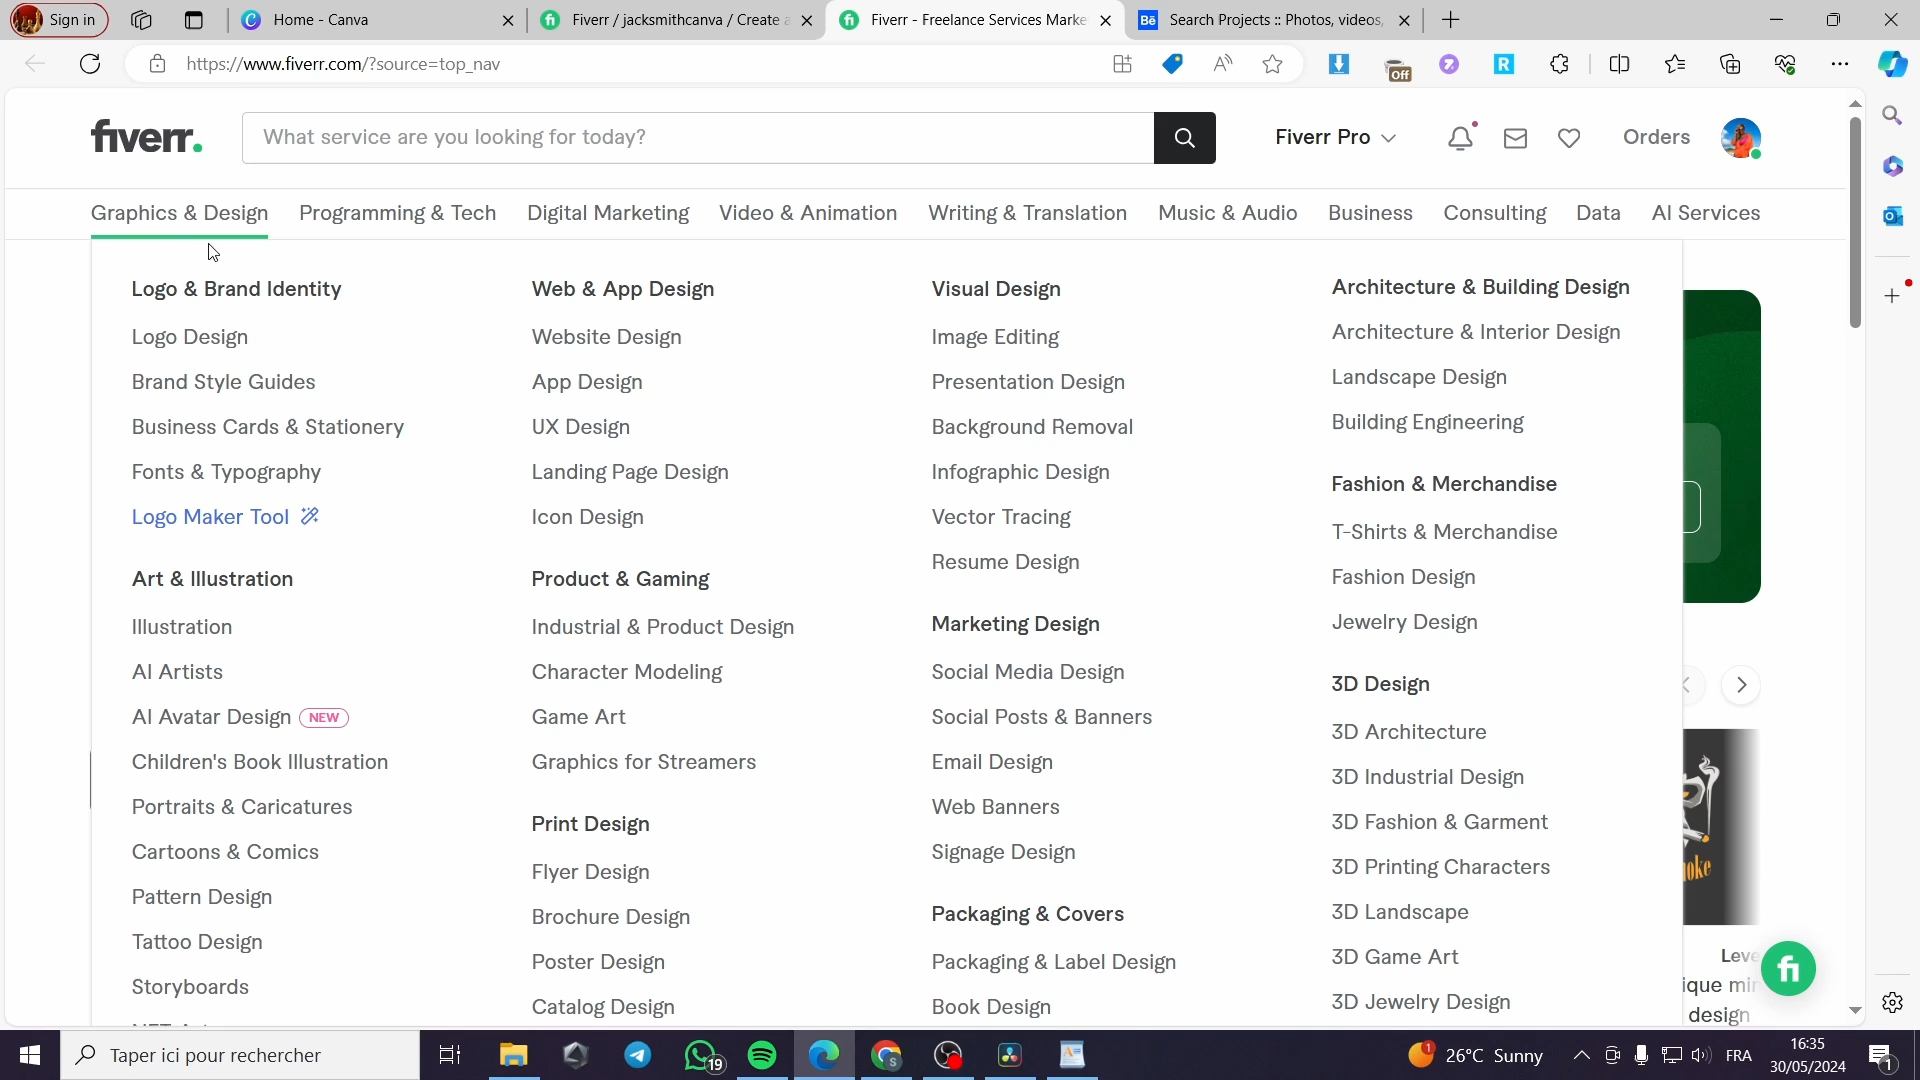 Sign in
Home - Canva
Fiverr / jacksmithcanva / Create a
Fiverr - Freelance Services Marke
Bē Search Projects :: Photos, videos,
https://www.fiverr.com/?source=top_nav
Off
fiverr.
What service are you looking for today?
Fiverr Pro
Orders
Graphics & Design
Programming & Tech
Digital Marketing
Video & Animation
Writing & Translation
Music & Audio
Business
Consulting
Data
AI Services
Logo & Brand Identity
Logo Design
Brand Style Guides
Business Cards & Stationery
Fonts & Typography
Logo Maker Tool
Art & Illustration
Illustration
AI Artists
AI Avatar Design NEW
Children's Book Illustration
Portraits & Caricatures
Cartoons & Comics
Pattern Design
Tattoo Design
Storyboards
Web & App Design
Website Design
App Design
UX Design
Landing Page Design
Icon Design
Product & Gaming
Industrial & Product Design
Character Modeling
Game Art
Graphics for Streamers
Print Design
Flyer Design
Brochure Design
Poster Design
Catalog Design
Visual Design
Image Editing
Presentation Design
Background Removal
Infographic Design
Vector Tracing
Resume Design
Marketing Design
Social Media Design
Social Posts & Banners
Email Design
Web Banners
Signage Design
Packaging & Covers
Packaging & Label Design
Book Design
Architecture & Building Design
Architecture & Interior Design
Landscape Design
Building Engineering
Fashion & Merchandise
T-Shirts & Merchandise
Fashion Design
Jewelry Design
3D Design
3D Architecture
3D Industrial Design
3D Fashion & Garment
3D Printing Characters
3D Landscape
3D Game Art
3D Jewelry Design
oke
Leve
ique mir
design
fi
Taper ici pour rechercher
19
S
1
26°C Sunny
FRA
16:35
30/05/2024
1